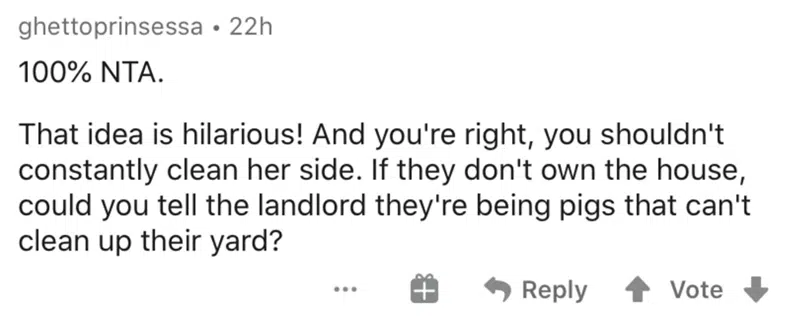 ghettoprinsessa • 22h
100% NTA.
That idea is hilarious! And you're right, you shouldn't
constantly clean her side. If they don't own the house,
could you tell the landlord they're being pigs that can't
clean up their yard?
... Reply Vote